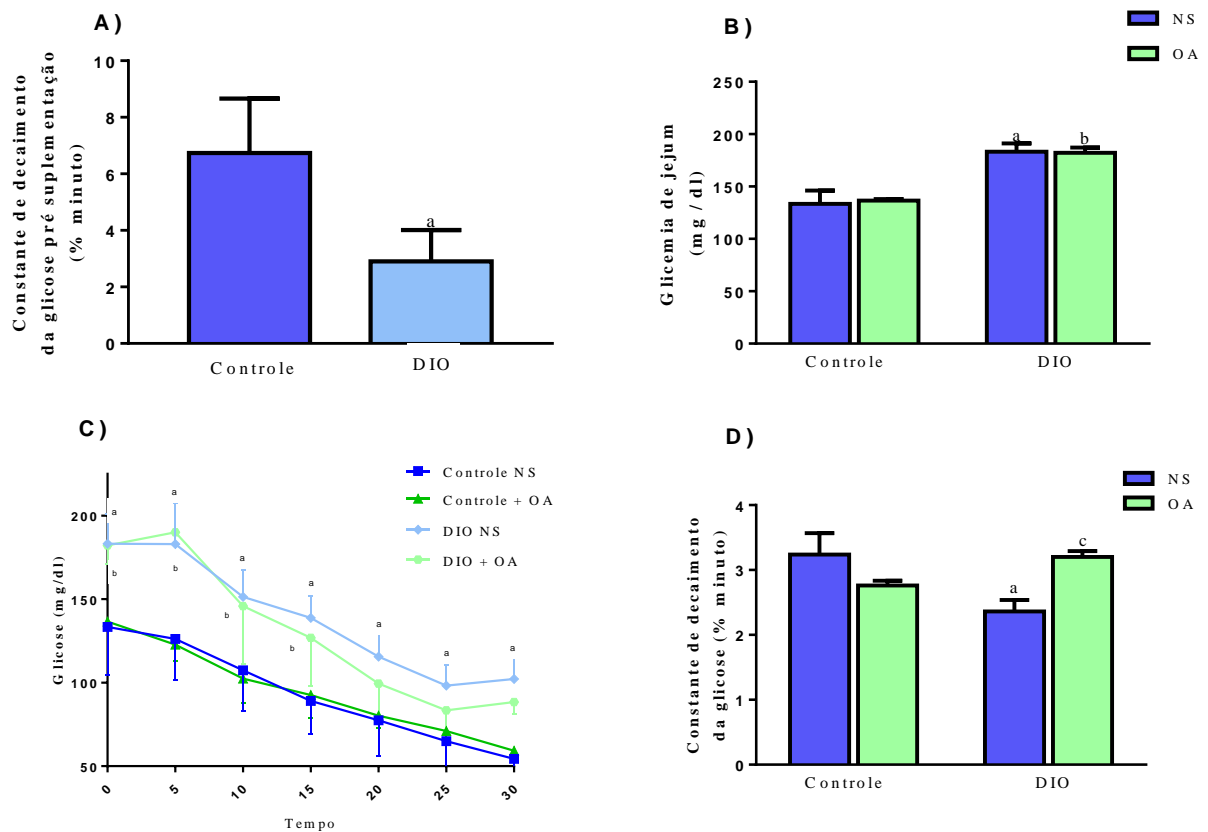 A)
Constante de decaimento
da glicose pré suplementação
(% minuto)
10
8
6
4
2
0
a
Controle
DIO
B)
NS
OA
Glicemia de jejum
(mg / dl)
250
200
150
100
50
0
a
b
Controle
DIO
C)
Controle NS
Controle + OA
DIO NS
DIO + OA
Glicose (mg/dl)
200
150
100
50
a
a
a
a
a
a
a
b
b
b
b
0
5
10
15
20
25
30
Tempo
D)
NS
OA
Constante de decaimento
da glicose (% minuto)
4
3
2
1
0
a
c
Controle
DIO